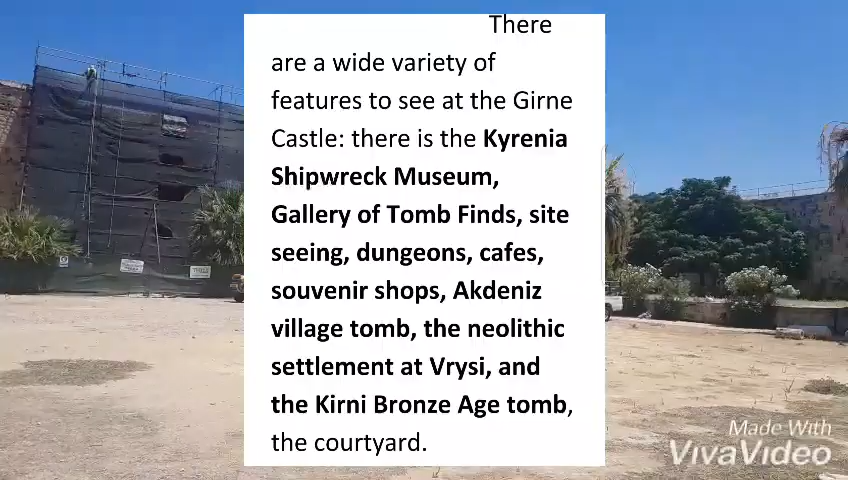 There
are a wide variety of
features to see at the Girne
Castle: there is the Kyrenia
Shipwreck Museum,
Gallery of Tomb Finds, site
seeing, dungeons, cafes,
souvenir shops, Akdeniz
village tomb, the neolithic
settlement at Vrysi, and
the Kirni Bronze Age tomb,
the courtyard.
Made With
VivaVideo